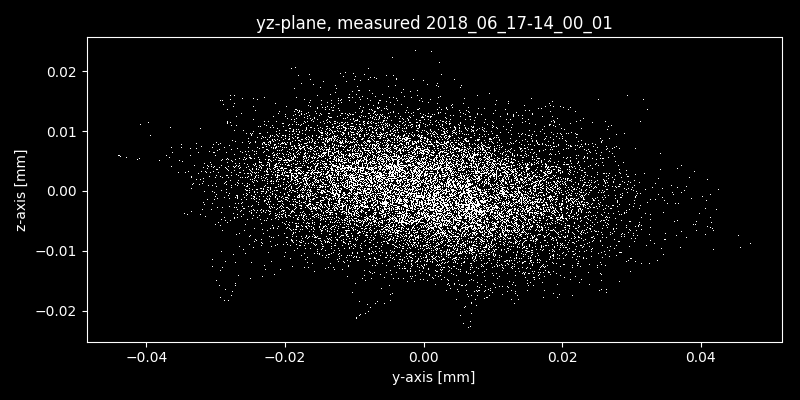 yz-plane, measured 2018_06_17-14_00_01
0.02
0.01
0.00
−0.01
−0.02
z-axis [mm]
−0.04 −0.02 0.00 0.02 0.04
y-axis [mm]